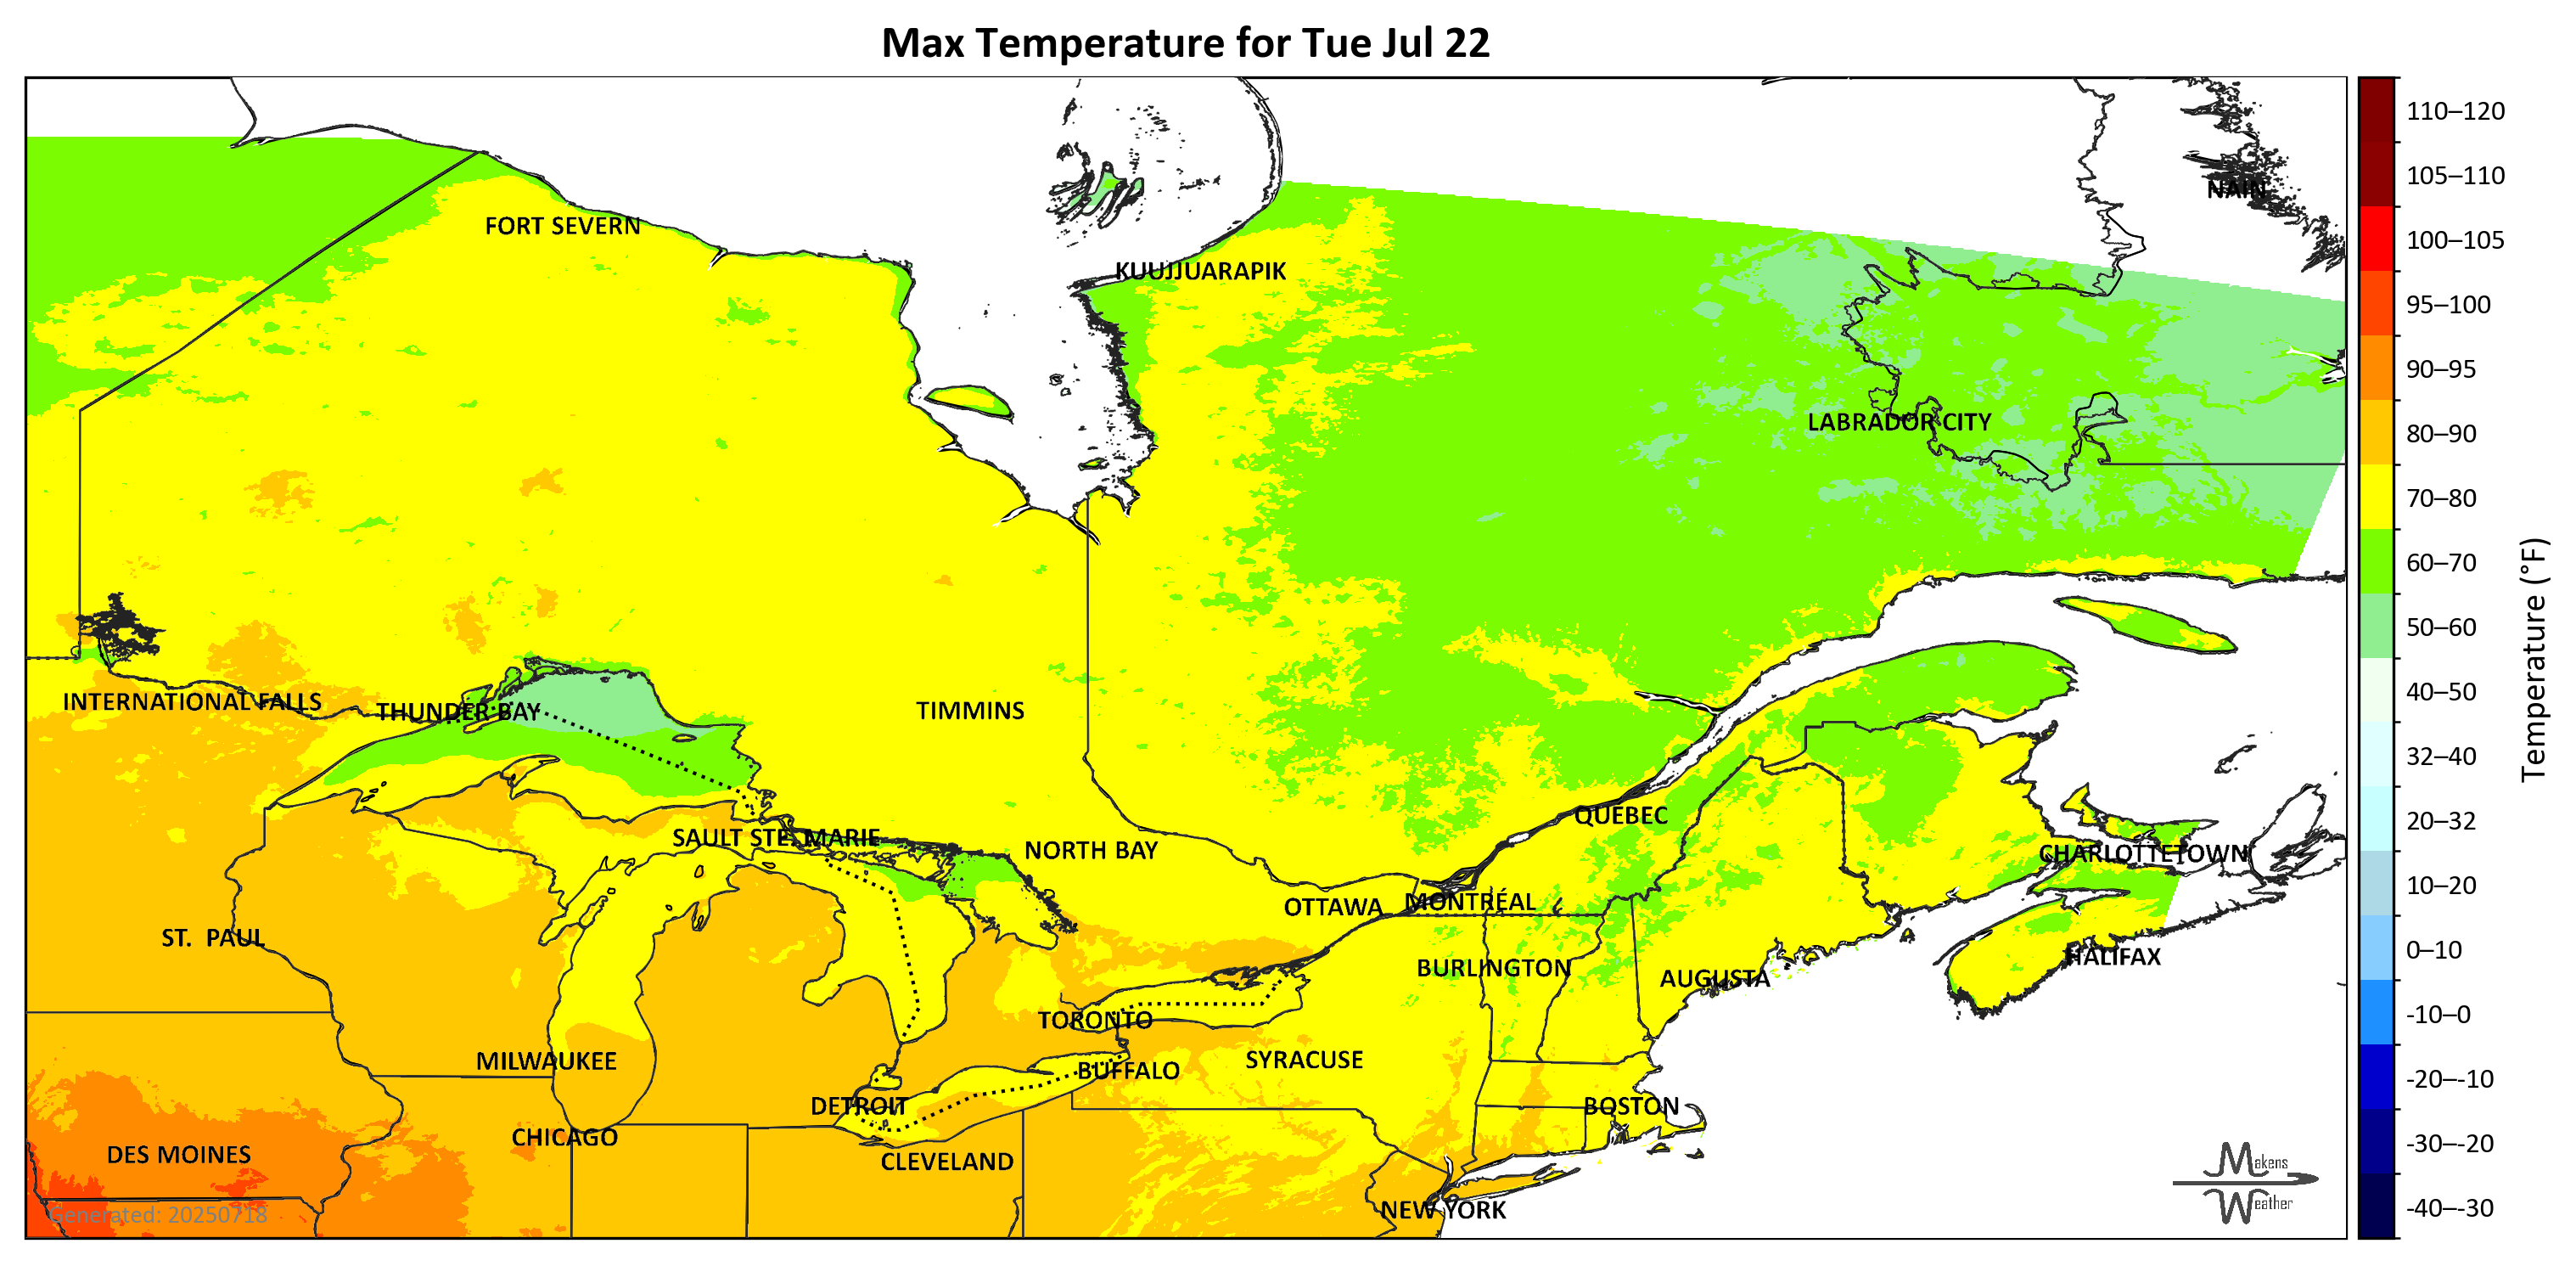 Max Temperature for Tue Jul 22
NAIN
FORT SEVERN
KUUJJUARAPIK
LABRADOR CITY
INTERNATIONAL FALLS
THUNDER BAY
TIMMINS
QUEBEC
SAULT STE. MARIE
NORTH BAY
CHARLOTTETOWN
OTTAWA
MONTRÉAL
ST. PAUL
HALIFAX
BURLINGTON
AUGUSTA
TORONTO
MILWAUKEE
SYRACUSE
BUFFALO
DETROIT
BOSTON
CHICAGO
DES MOINES
CLEVELAND
NEW YORK
Generated: 20250718
Makens
Weather
110–120
105–110
100–105
95–100
90–95
80–90
70–80
60–70
50–60
40–50
32–40
20–32
10–20
0–10
-10–0
-20–-10
-30–-20
-40–-30
Temperature (°F)